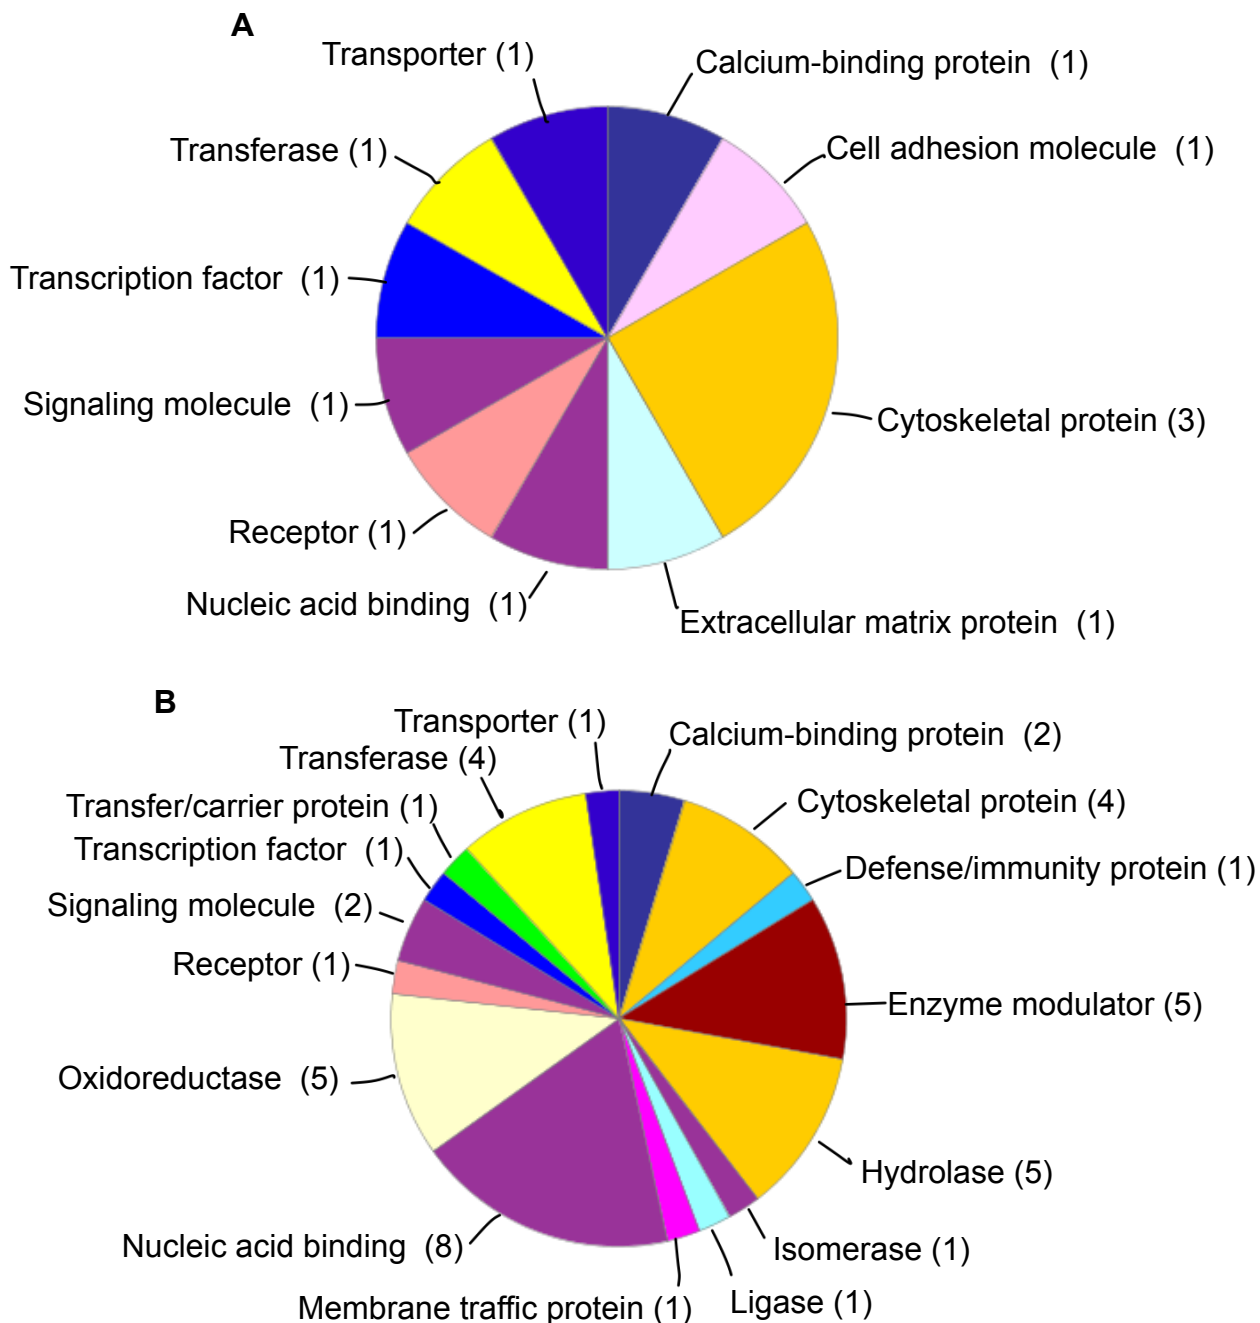 A
Transporter (1)
Calcium-binding protein (1)
Transferase (1)
Cell adhesion molecule (1)
Transcription factor (1)
Signaling molecule (1)
Cytoskeletal protein (3)
Receptor (1)
Nucleic acid binding (1)
Extracellular matrix protein (1)
B
Transporter (1)
Calcium-binding protein (2)
Transferase (4)
Cytoskeletal protein (4)
Transfer/carrier protein (1)
Transcription factor (1)
Defense/immunity protein (1)
Signaling molecule (2)
Receptor (1)
Enzyme modulator (5)
Oxidoreductase (5)
Hydrolase (5)
Nucleic acid binding (8)
Isomerase (1)
Membrane traffic protein (1)
Ligase (1)